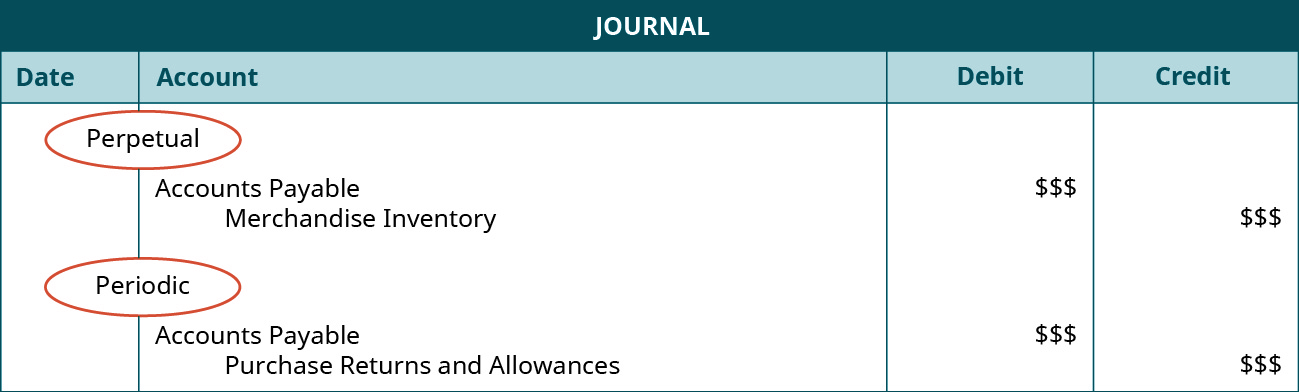 JOURNAL
Date Account Debit Credit
Perpetual
Accounts Payable $$$
Merchandise Inventory $$$
Periodic
Accounts Payable $$$
Purchase Returns and Allowances $$$